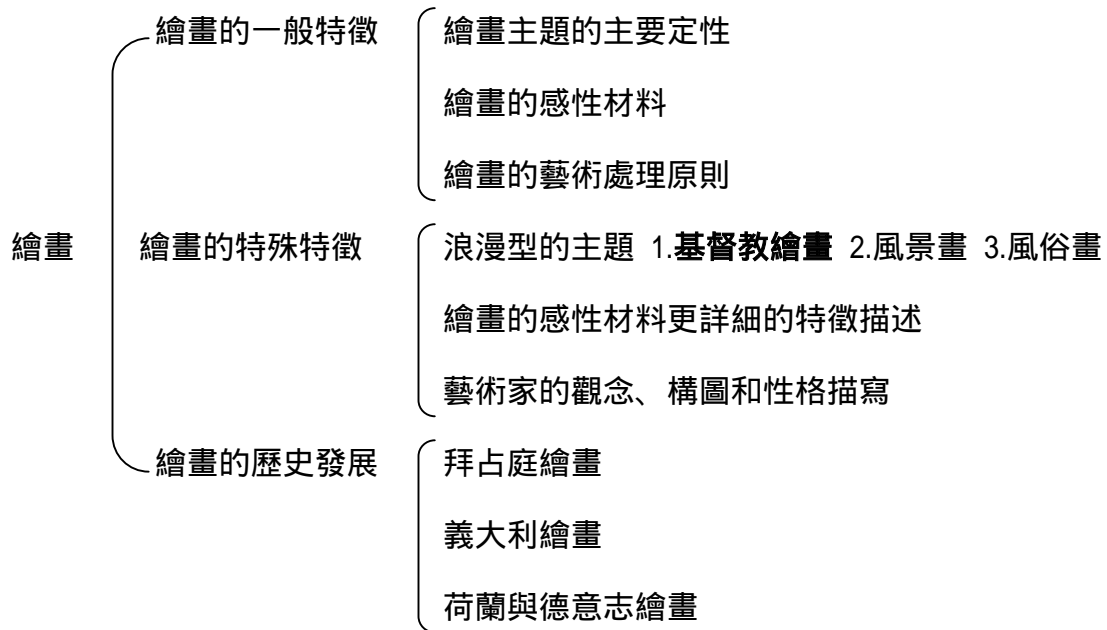 繪畫的一般特徵 繪畫主題的主要定性
繪畫的感性材料
繪畫的藝術處理原則
繪畫 繪畫的特殊特徵 浪漫型的主題 1.基督教繪畫 2.風景畫 3.風俗畫
繪畫的感性材料更詳細的特徵描述
藝術家的觀念、構圖和性格描寫
繪畫的歷史發展 拜占庭繪畫
義大利繪畫
荷蘭與德意志繪畫